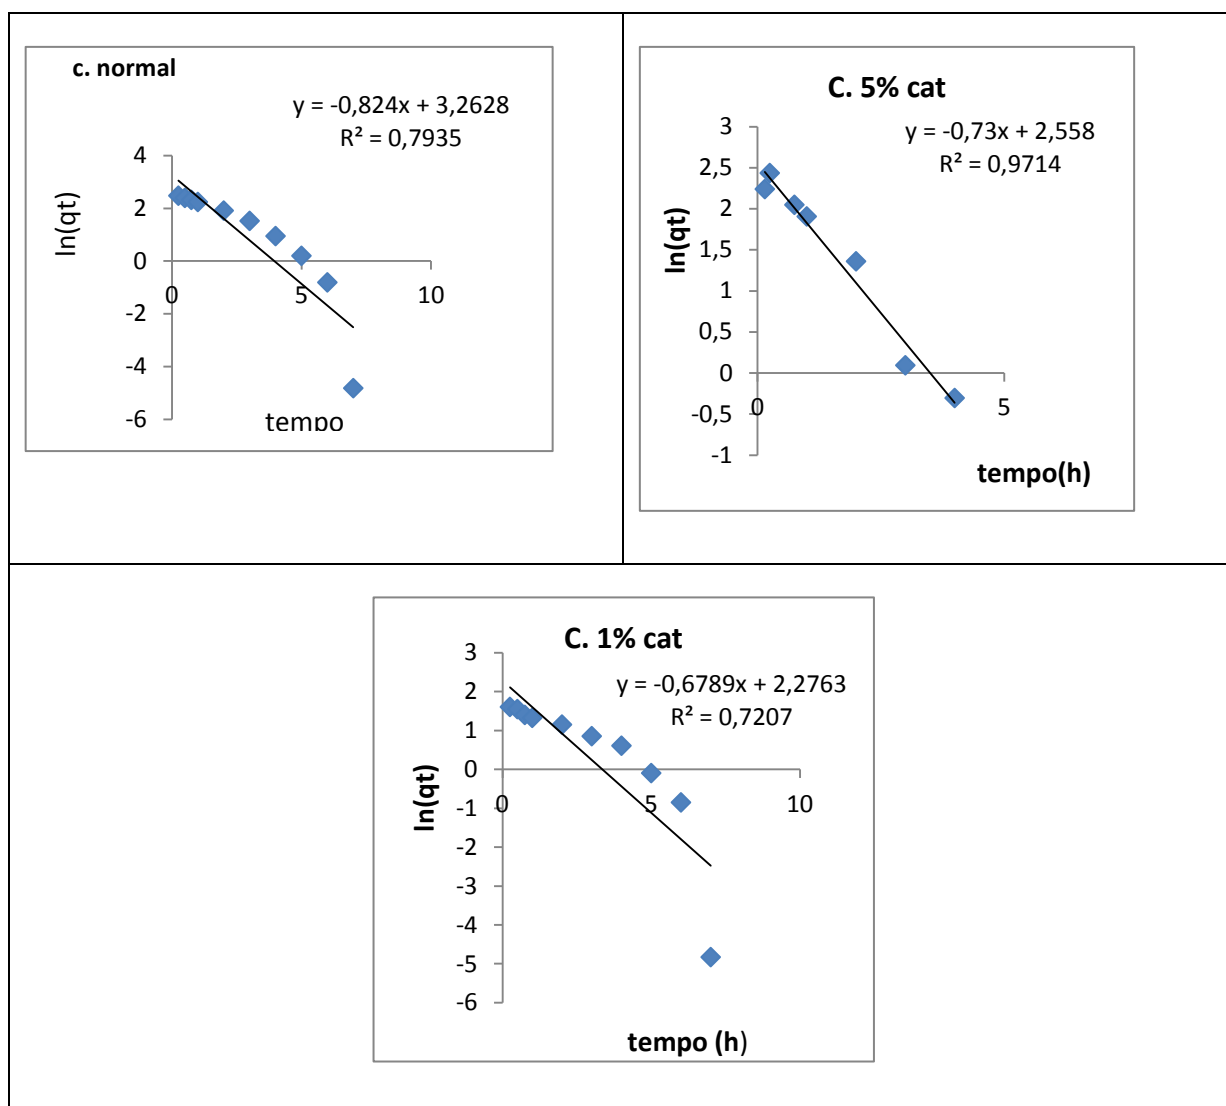 c. normal
y = -0,824x + 3,2628
R² = 0,7935
ln(qt)
4
2
0
-2
-4
-6
0
5
10
tempo
C. 5% cat
y = -0,73x + 2,558
R² = 0,9714
ln(qt)
3
2,5
2
1,5
1
0,5
0
-0,5
-1
0
5
tempo(h)
C. 1% cat
y = -0,6789x + 2,2763
R² = 0,7207
ln(qt)
3
2
1
0
-1
-2
-3
-4
-5
-6
0
5
10
tempo (h)